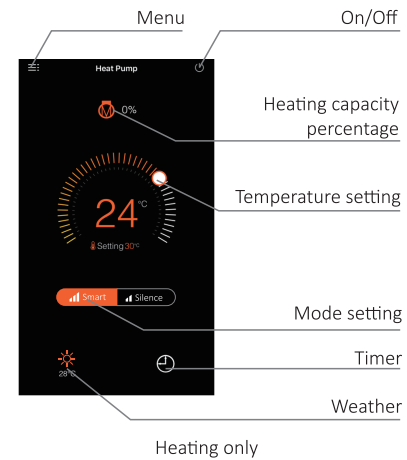 Menu
On/Off
Heat Pump
0%
Heating capacity
percentage
Temperature setting
24°C
Setting 30°C
Smart
Silence
Mode setting
Timer
28°C
Weather
Heating only